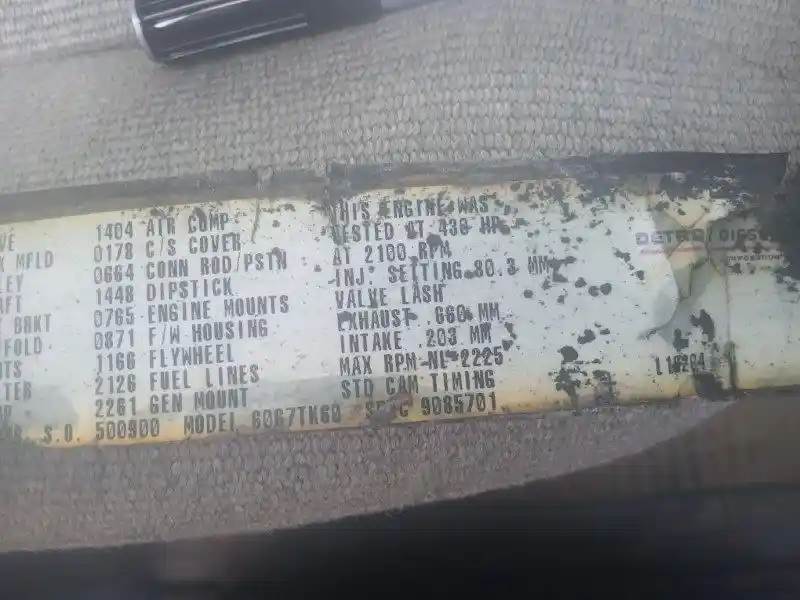 VE 1404 AIR COMP THIS ENGINE WAS
MFLD 0178 C/S COVER TESTED AT 430 HP
LEY 0664 CONN ROD/PSTN AT 2100 RPM
AFT 1448 DIPSTICK INJ. SETTING 80.3 MM
BRKT 0765 ENGINE MOUNTS VALVE LASH
FOLD 0871 F/W HOUSING EXHAUST .660 MM
TS 1166 FLYWHEEL INTAKE .203 MM
TER 2126 FUEL LINES MAX RPM-NL-2225
2261 GEN MOUNT STD CAM TIMING
S.O. 500900 MODEL 6067TK60 SPEC 9085701
DETROIT DIESEL
CORPORATION